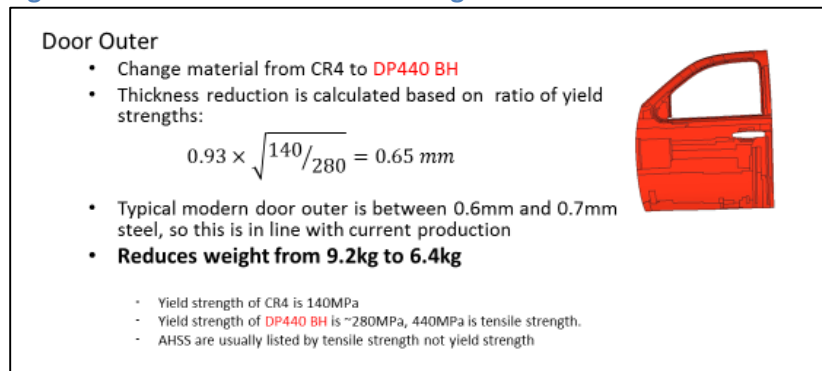 Door Outer
• Change material from CR4 to DP440 BH
• Thickness reduction is calculated based on ratio of yield
strengths:
0.93 × √140/280 = 0.65 mm
• Typical modern door outer is between 0.6mm and 0.7mm
steel, so this is in line with current production
• Reduces weight from 9.2kg to 6.4kg
- Yield strength of CR4 is 140MPa
- Yield strength of DP440 BH is ~280MPa, 440MPa is tensile strength.
- AHSS are usually listed by tensile strength not yield strength